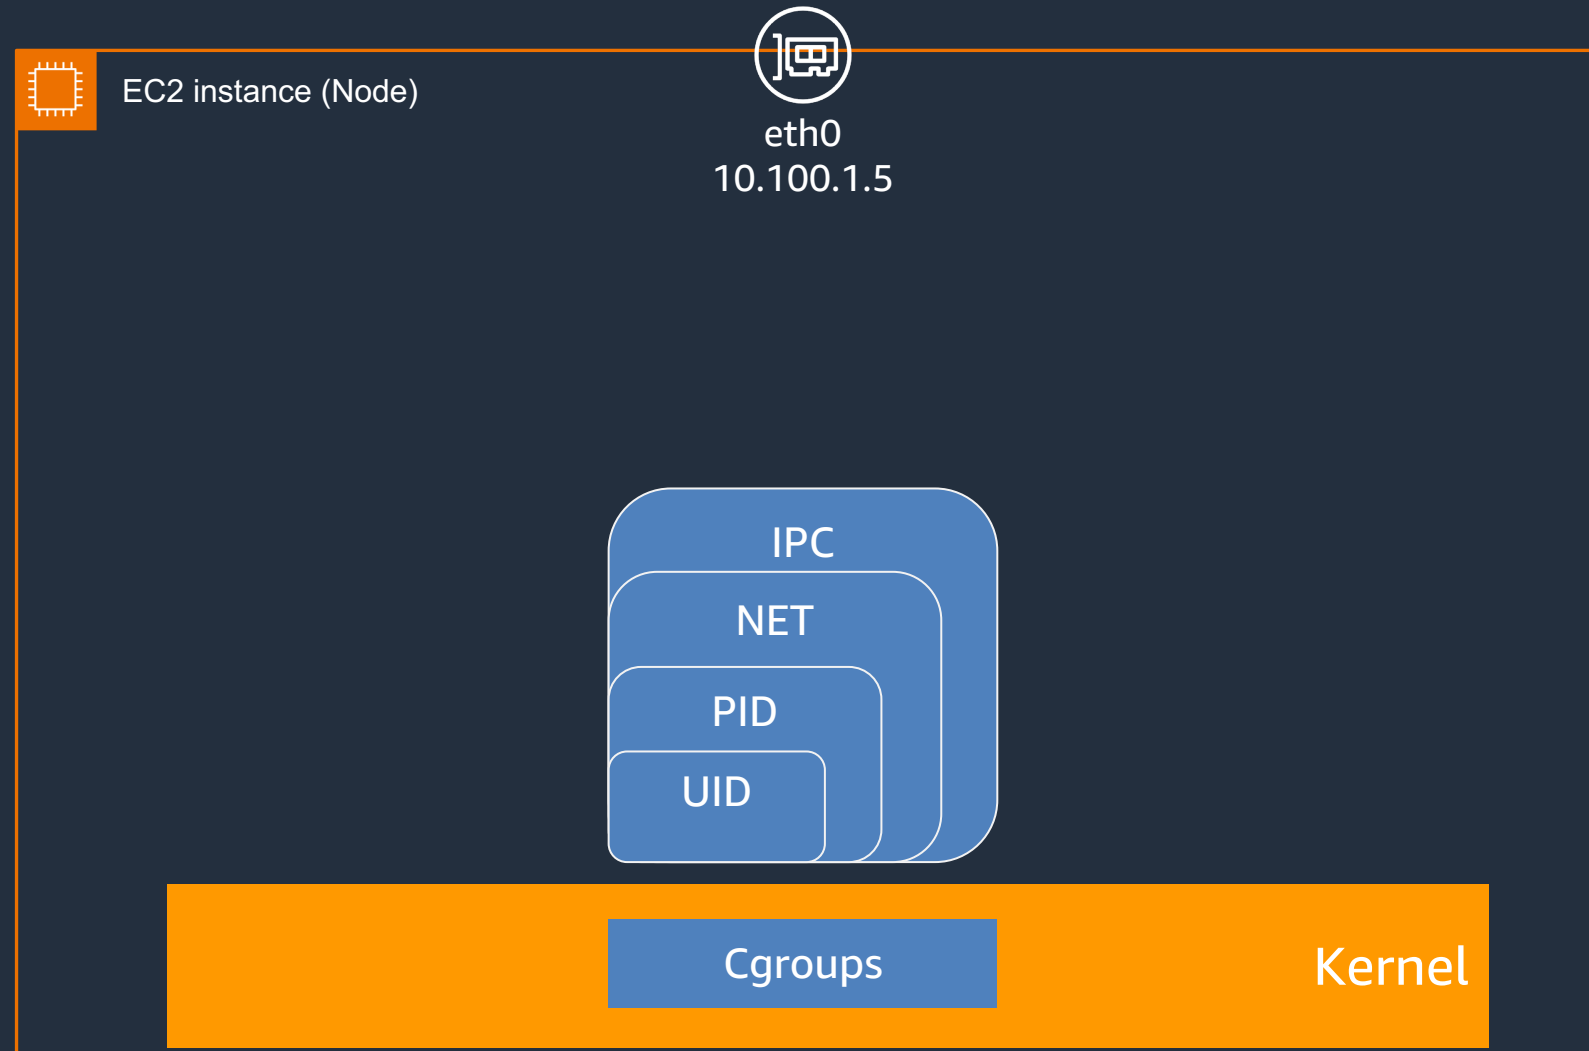 EC2 instance (Node)
eth0
10.100.1.5
IPC
NET
PID
UID
Cgroups
Kernel